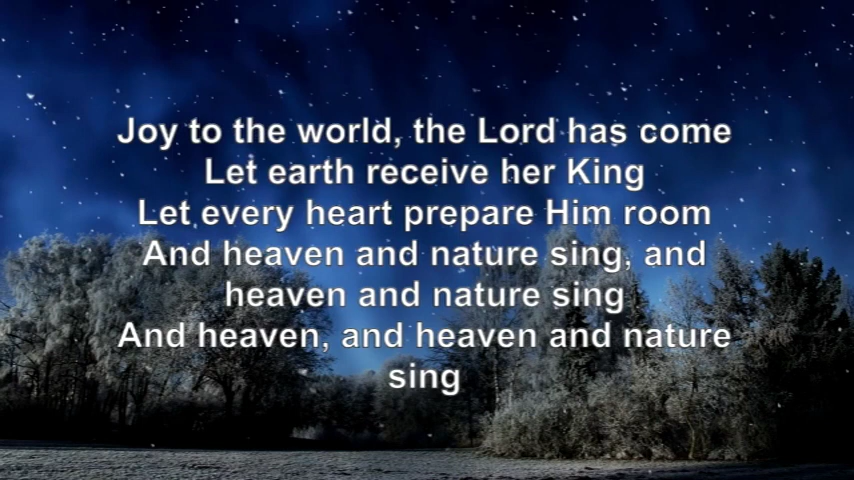 Joy to the world, the Lord has come
Let earth receive her King
Let every heart prepare Him room
And heaven and nature sing, and
heaven and nature sing
And heaven, and heaven and nature
sing